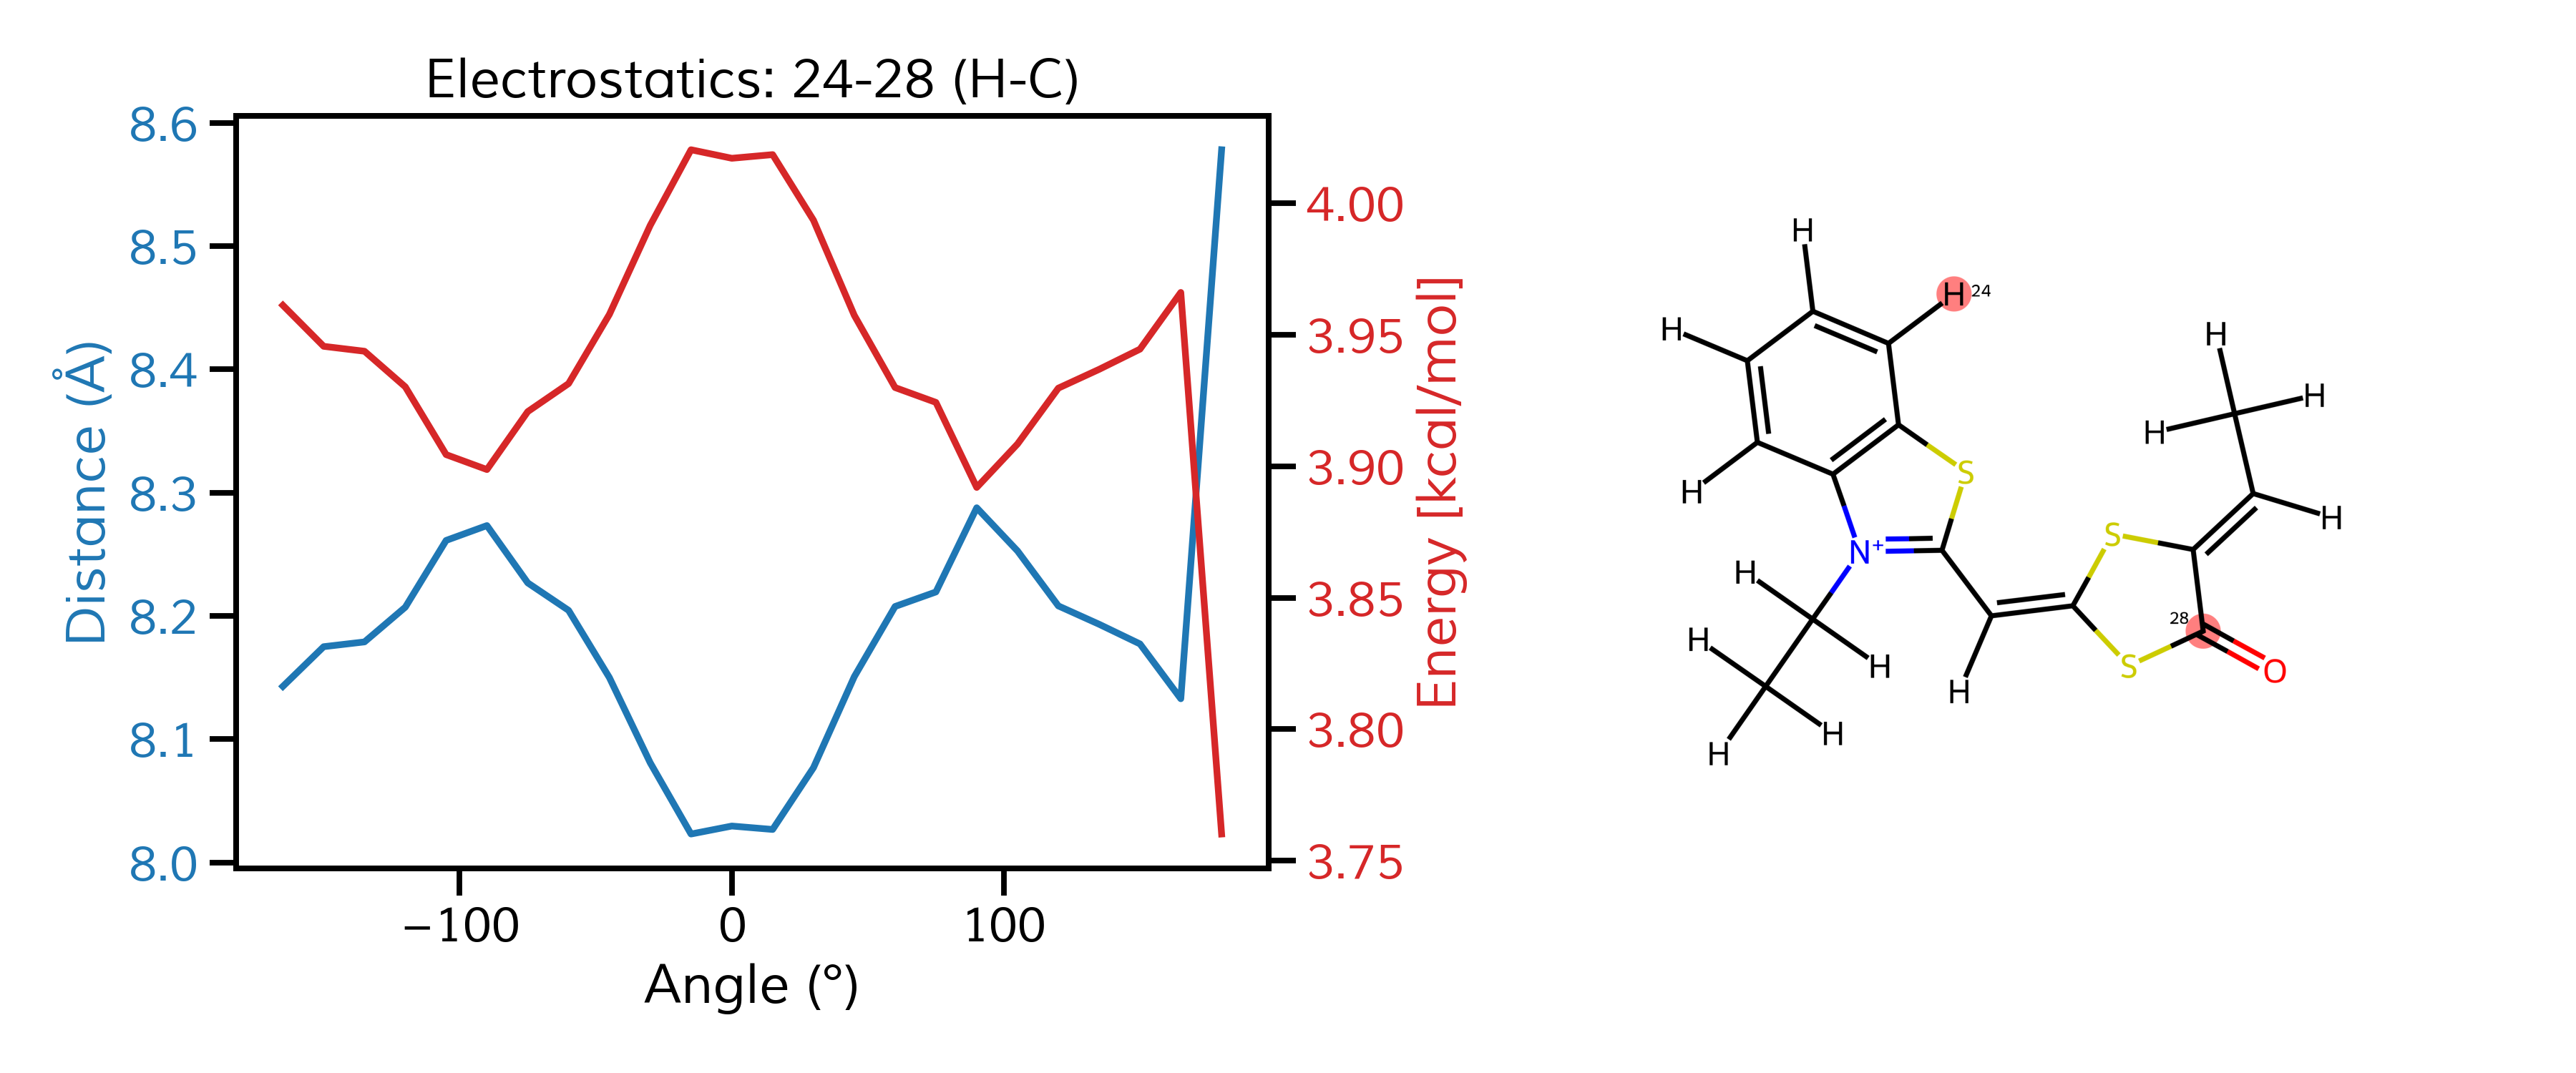 Electrostatics: 24-28 (H-C)
8.6
8.5
8.4
8.3
8.2
8.1
8.0
Distance (Å)
−100
0
100
Angle (°)
4.00
3.95
3.90
3.85
3.80
3.75
Energy [kcal/mol]
H
H 24
H
H
H
H
H
S
H
N+
S
H
H
28
H
H
S
O
H
H